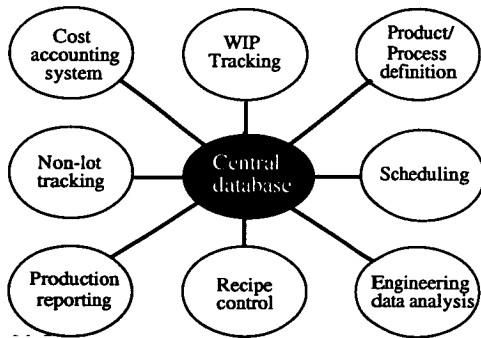 Cost
accounting
system
WIP
Tracking
Product/
Process
definition
Non-lot
tracking
Central
database
Scheduling
Production
reporting
Recipe
control
Engineering
data analysis